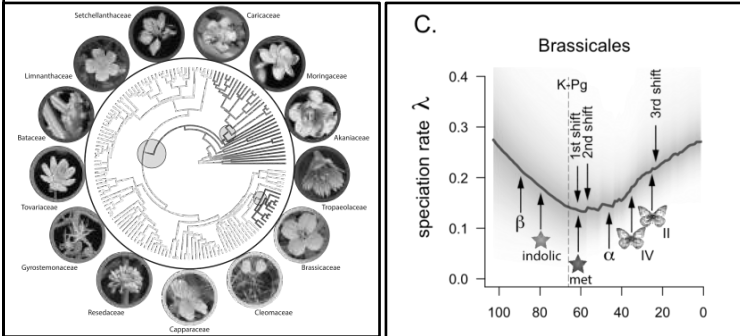 Setchellanthaceae
Caricaceae
Limnanthaceae
Moringaceae
Bataceae
Akaniaceae
Tovariaceae
Tropaeolaceae
Gyrostemonaceae
Brassicaceae
Resedaceae
Cleomaceae
Capparaceae
C.
Brassicales
speciation rate λ
0.4
0.3
0.2
0.1
0.0
K-Pg
1st shift
2nd shift
3rd shift
β
indolic
met
α
IV
II
100
80
60
40
20
0